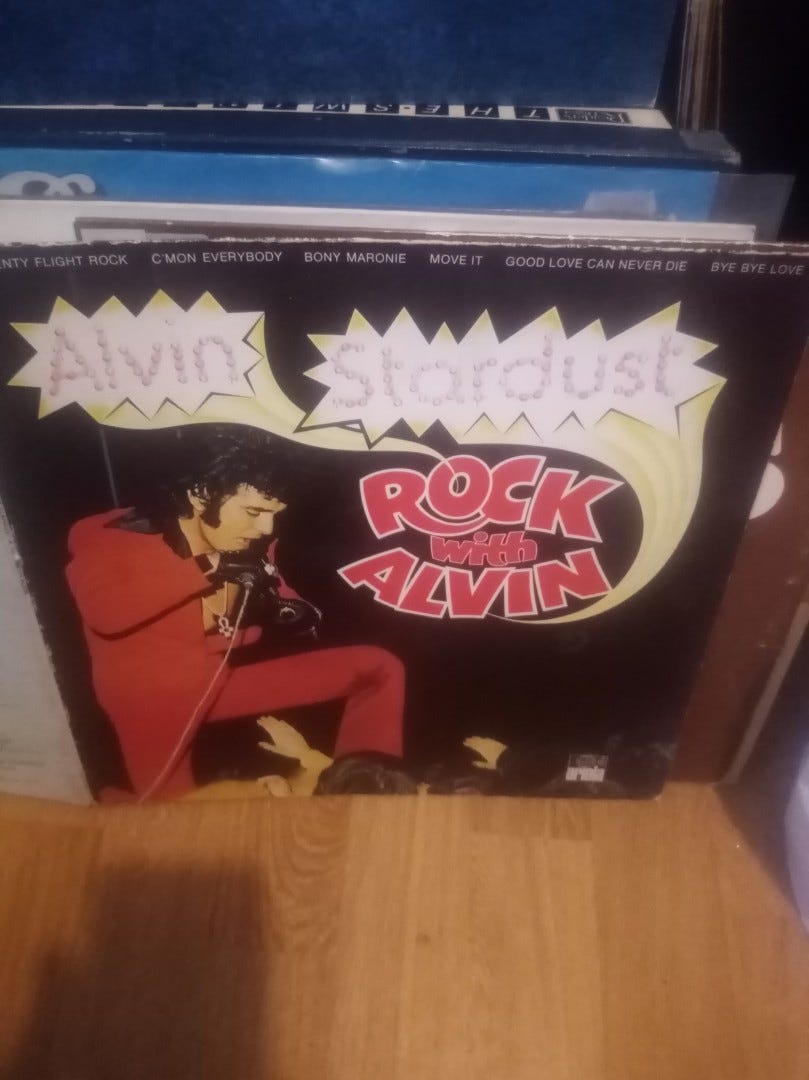 T·H·E·S·W
ENTY FLIGHT ROCK C'MON EVERYBODY BONY MARONIE MOVE IT GOOD LOVE CAN NEVER DIE BYE BYE LOVE
Alvin Stardust
ROCK
with
ALVIN